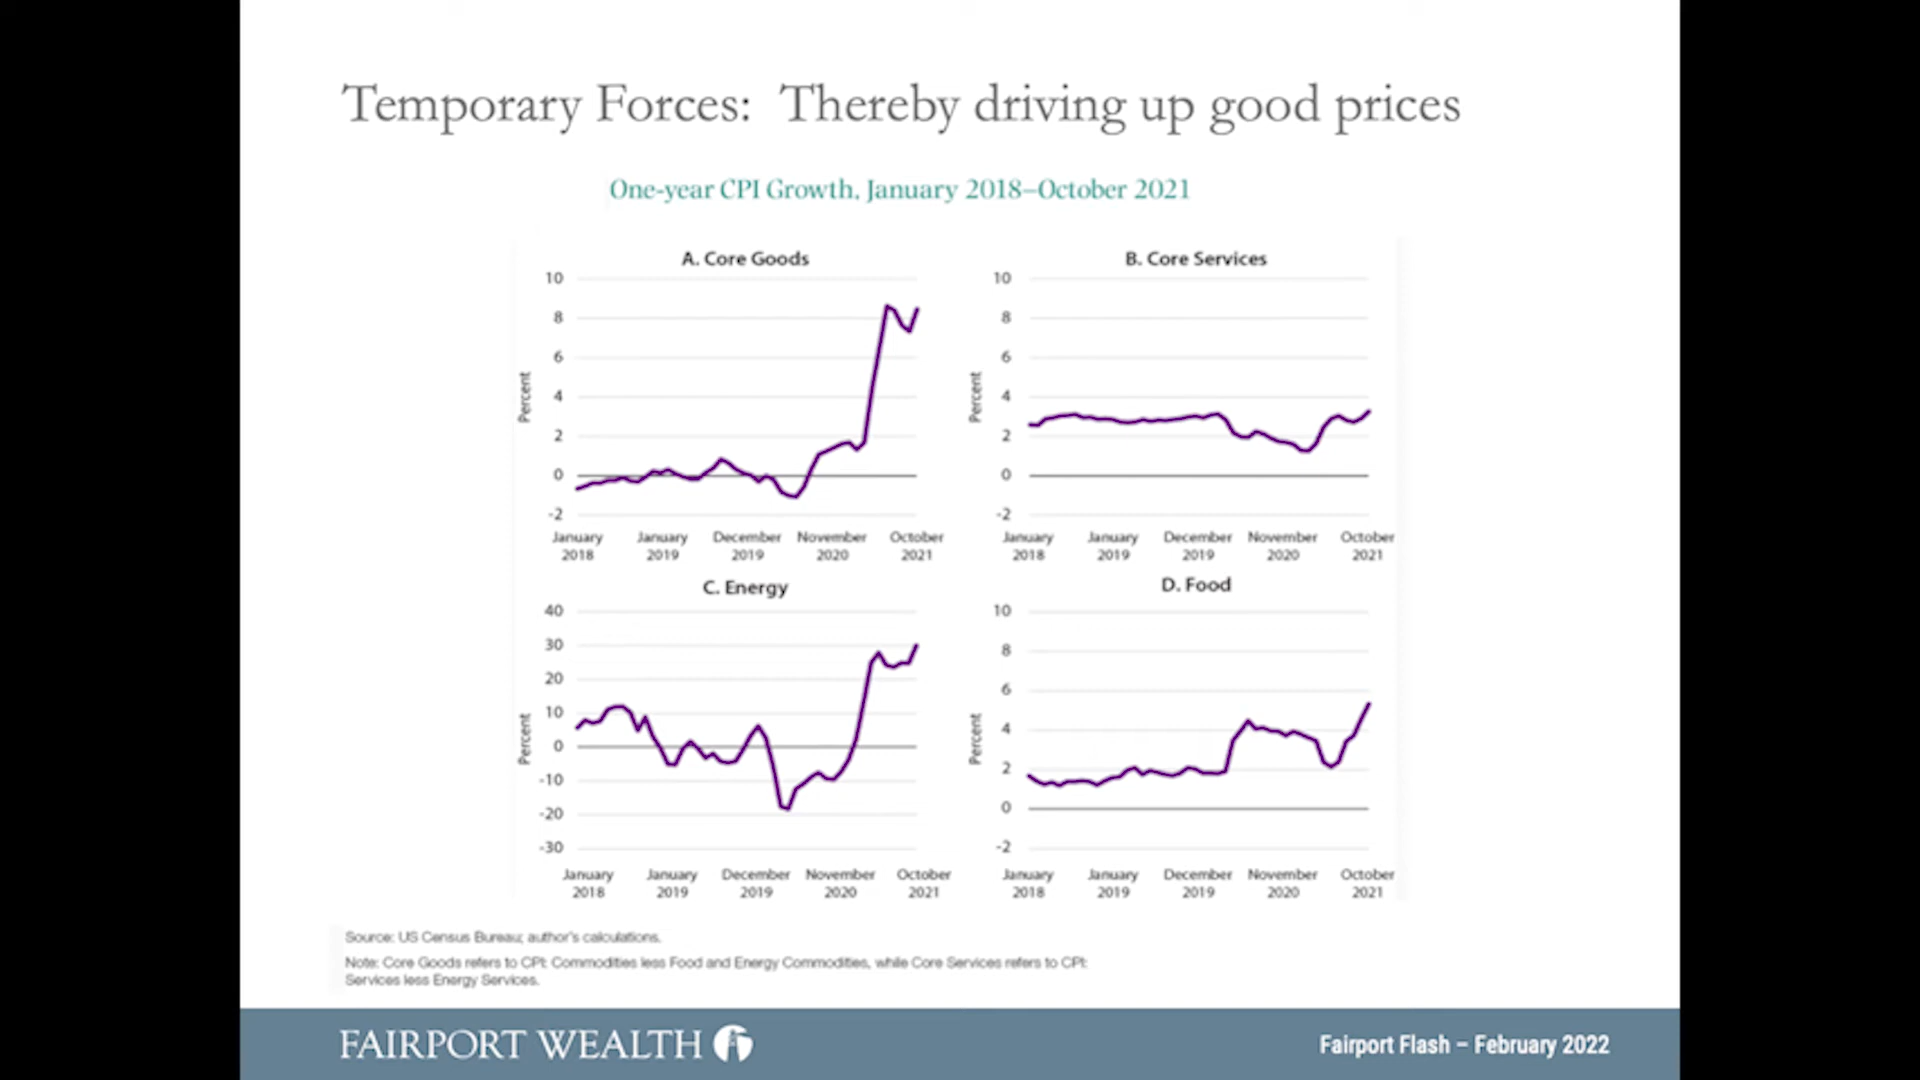 Temporary Forces: Thereby driving up good prices
One-year CPI Growth, January 2018–October 2021
A. Core Goods
10
8
6
4
2
0
-2
Percent
January 2018
January 2019
December 2019
November 2020
October 2021
B. Core Services
10
8
6
4
2
0
-2
Percent
January 2018
January 2019
December 2019
November 2020
October 2021
C. Energy
40
30
20
10
0
-10
-20
-30
Percent
January 2018
January 2019
December 2019
November 2020
October 2021
D. Food
10
8
6
4
2
0
-2
Percent
January 2018
January 2019
December 2019
November 2020
October 2021
Source: US Census Bureau; author's calculations.
Note: Core Goods refers to CPI: Commodities less Food and Energy Commodities, while Core Services refers to CPI:
Services less Energy Services.
FAIRPORT WEALTH
Fairport Flash – February 2022